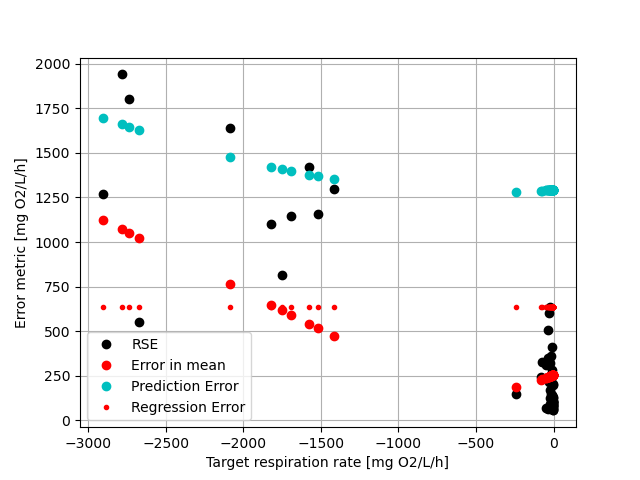 2000
1750
1500
1250
1000
750
500
250
0
Error metric [mg O2/L/h]
RSE
Error in mean
Prediction Error
Regression Error
−3000 −2500 −2000 −1500 −1000 −500 0
Target respiration rate [mg O2/L/h]